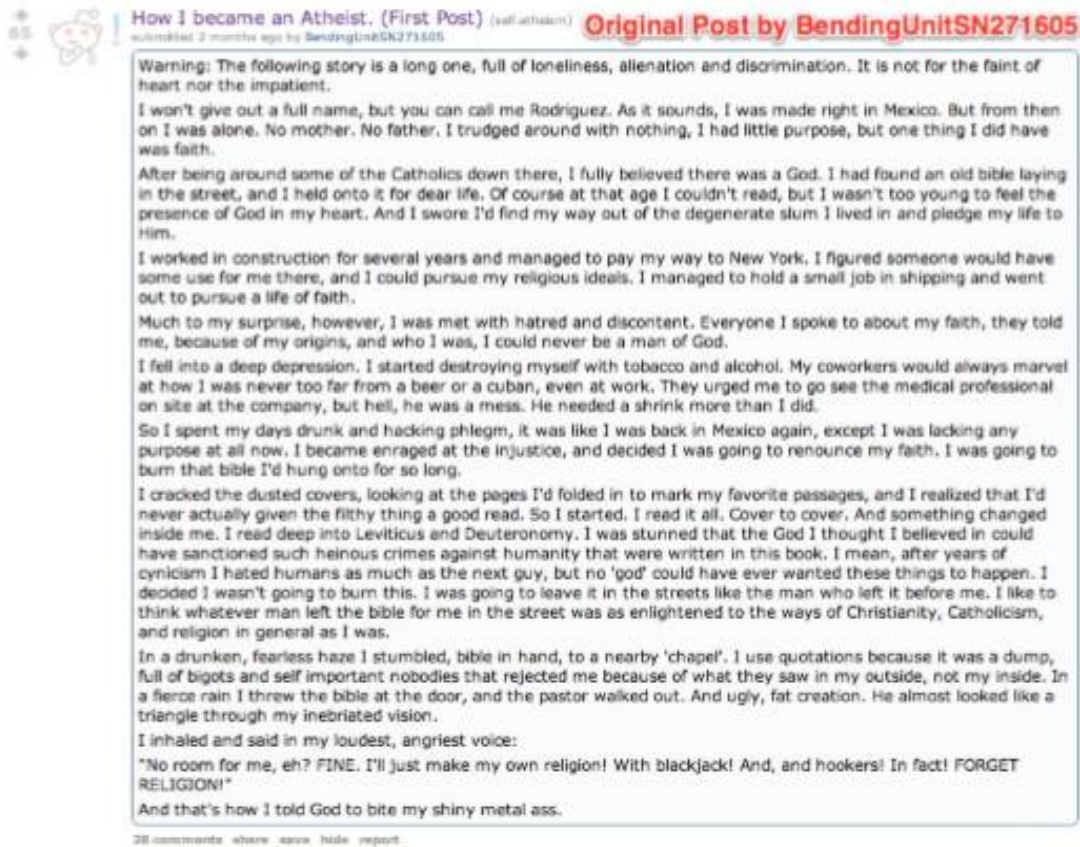 How I became an Atheist. (First Post) (self.atheism) Original Post by BendingUnitSN271605
65 submitted 2 months ago by BendingUnitSN271605
Warning: The following story is a long one, full of loneliness, alienation and discrimination. It is not for the faint of
heart nor the impatient.
I won't give out a full name, but you can call me Rodriguez. As it sounds, I was made right in Mexico. But from then
on I was alone. No mother. No father. I trudged around with nothing, I had little purpose, but one thing I did have
was faith.
After being around some of the Catholics down there, I fully believed there was a God. I had found an old bible laying
in the street, and I held onto it for dear life. Of course at that age I couldn't read, but I wasn't too young to feel the
presence of God in my heart. And I swore I'd find my way out of the degenerate slum I lived in and pledge my life to
Him.
I worked in construction for several years and managed to pay my way to New York. I figured someone would have
some use for me there, and I could pursue my religious ideals. I managed to hold a small job in shipping and went
out to pursue a life of faith.
Much to my surprise, however, I was met with hatred and discontent. Everyone I spoke to about my faith, they told
me, because of my origins, and who I was, I could never be a man of God.
I fell into a deep depression. I started destroying myself with tobacco and alcohol. My coworkers would always marvel
at how I was never too far from a beer or a cuban, even at work. They urged me to go see the medical professional
on site at the company, but hell, he was a mess. He needed a shrink more than I did.
So I spent my days drunk and hacking phlegm, it was like I was back in Mexico again, except I was lacking any
purpose at all now. I became enraged at the injustice, and decided I was going to renounce my faith. I was going to
burn that bible I'd hung onto for so long.
I cracked the dusted covers, looking at the pages I'd folded in to mark my favorite passages, and I realized that I'd
never actually given the filthy thing a good read. So I started. I read it all. Cover to cover. And something changed
inside me. I read deep into Leviticus and Deuteronomy. I was stunned that the God I thought I believed in could
have sanctioned such heinous crimes against humanity that were written in this book. I mean, after years of
cynicism I hated humans as much as the next guy, but no 'god' could have ever wanted these things to happen. I
decided I wasn't going to burn this. I was going to leave it in the streets like the man who left it before me. I like to
think whatever man left the bible for me in the street was as enlightened to the ways of Christianity, Catholicism,
and religion in general as I was.
In a drunken, fearless haze I stumbled, bible in hand, to a nearby 'chapel'. I use quotations because it was a dump,
full of bigots and self important nobodies that rejected me because of what they saw in my outside, not my inside. In
a fierce rain I threw the bible at the door, and the pastor walked out. And ugly, fat creation. He almost looked like a
triangle through my inebriated vision.
I inhaled and said in my loudest, angriest voice:
"No room for me, eh? FINE. I'll just make my own religion! With blackjack! And, and hookers! In fact! FORGET
RELIGION!"
And that's how I told God to bite my shiny metal ass.
28 comments share save hide report